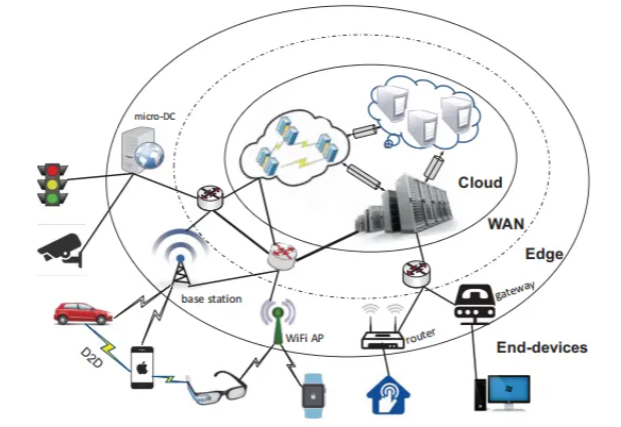 micro-DC
Cloud
WAN
Edge
base station
gateway
WiFi AP
router
D2D
End-devices